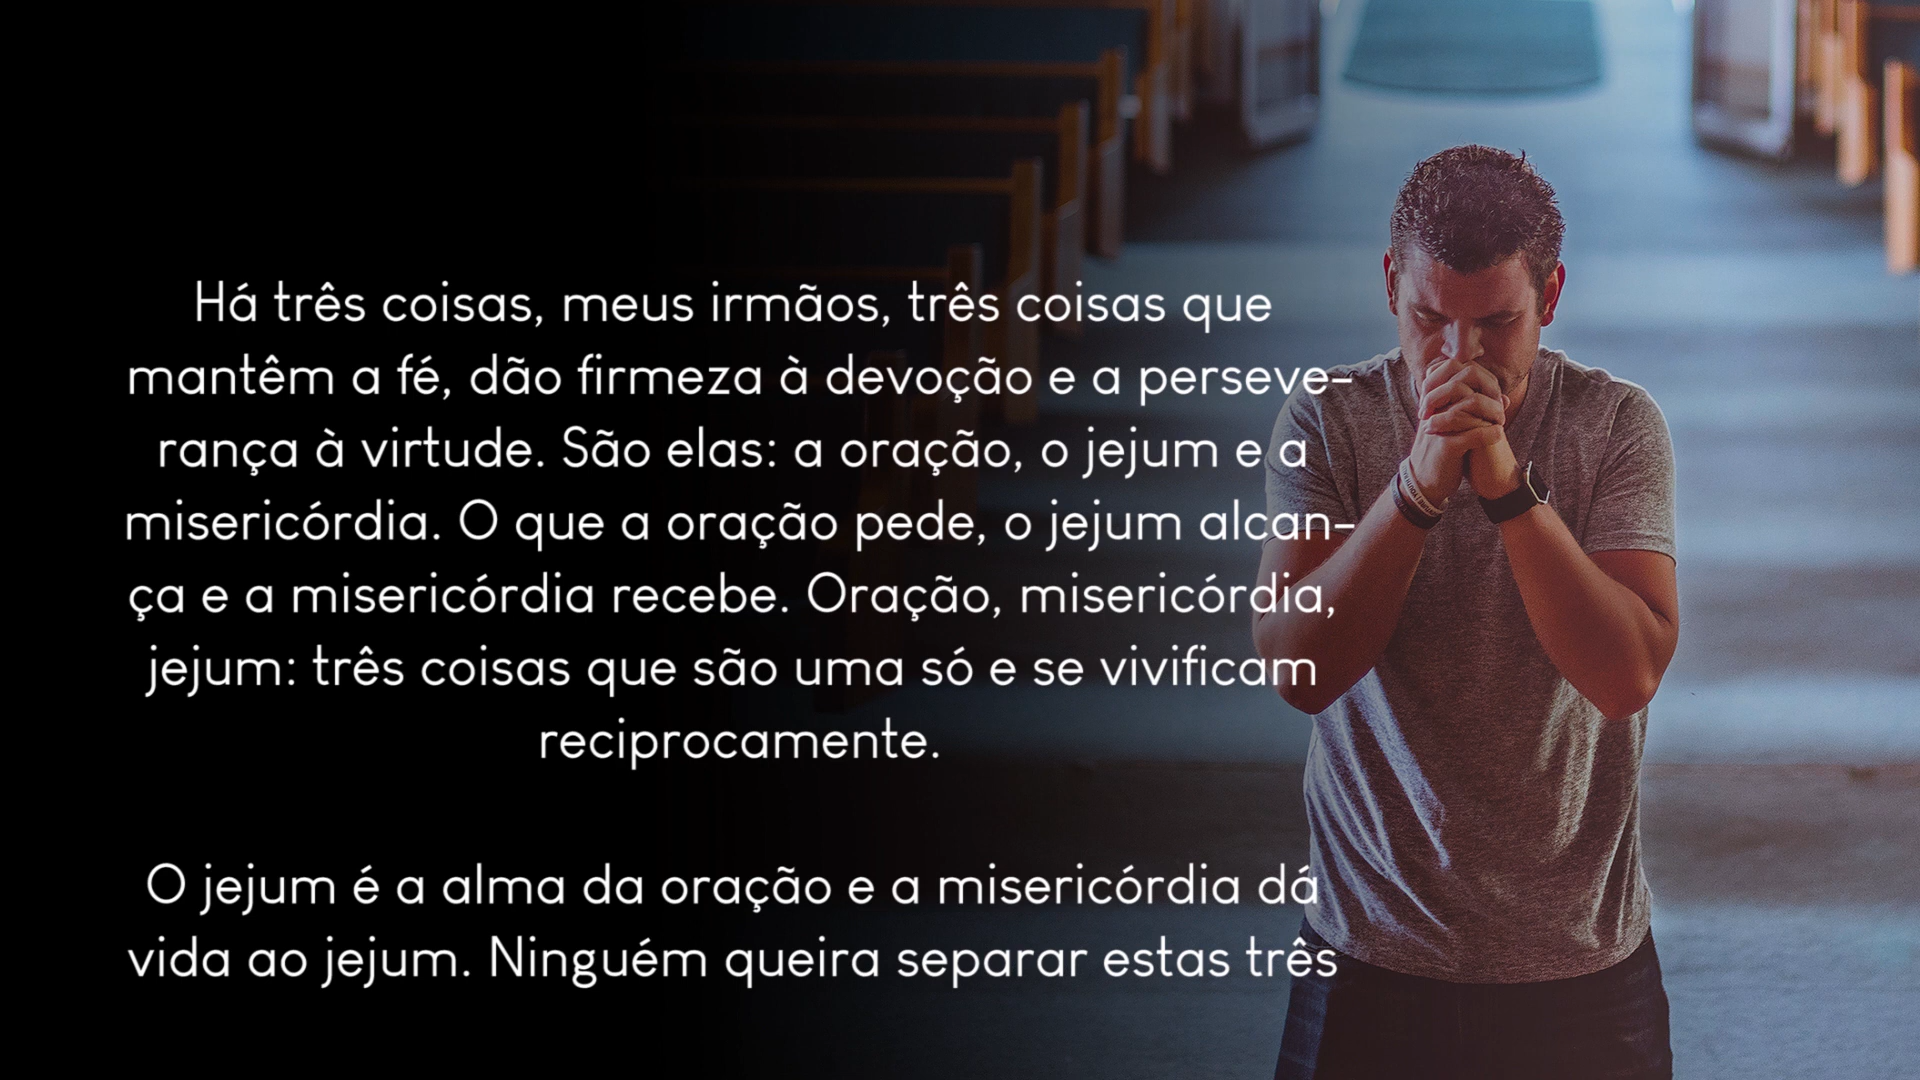 Há três coisas, meus irmãos, três coisas que
mantêm a fé, dão firmeza à devoção e a perseve-
rança à virtude. São elas: a oração, o jejum e a
misericórdia. O que a oração pede, o jejum alcan-
ça e a misericórdia recebe. Oração, misericórdia,
jejum: três coisas que são uma só e se vivificam
reciprocamente.
O jejum é a alma da oração e a misericórdia dá
vida ao jejum. Ninguém queira separar estas três